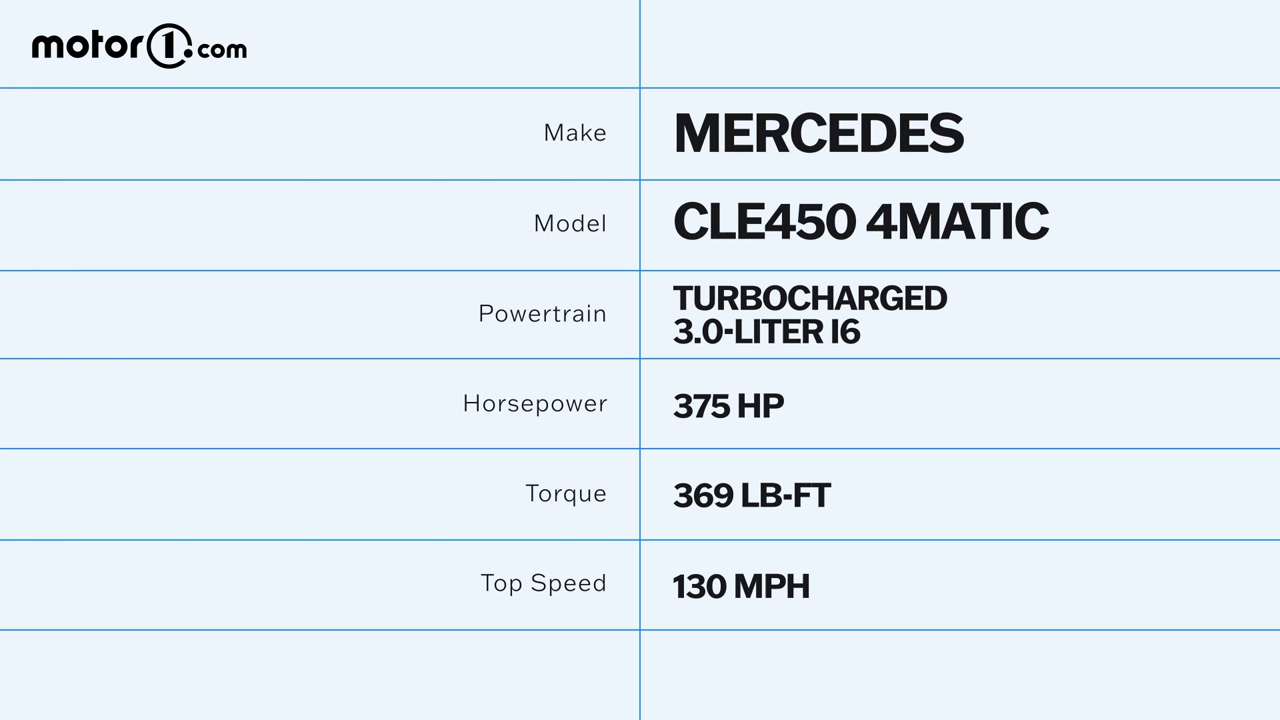 motor1.com
Make
MERCEDES
Model
CLE450 4MATIC
Powertrain
TURBOCHARGED
3.0-LITER I6
Horsepower
375 HP
Torque
369 LB-FT
Top Speed
130 MPH